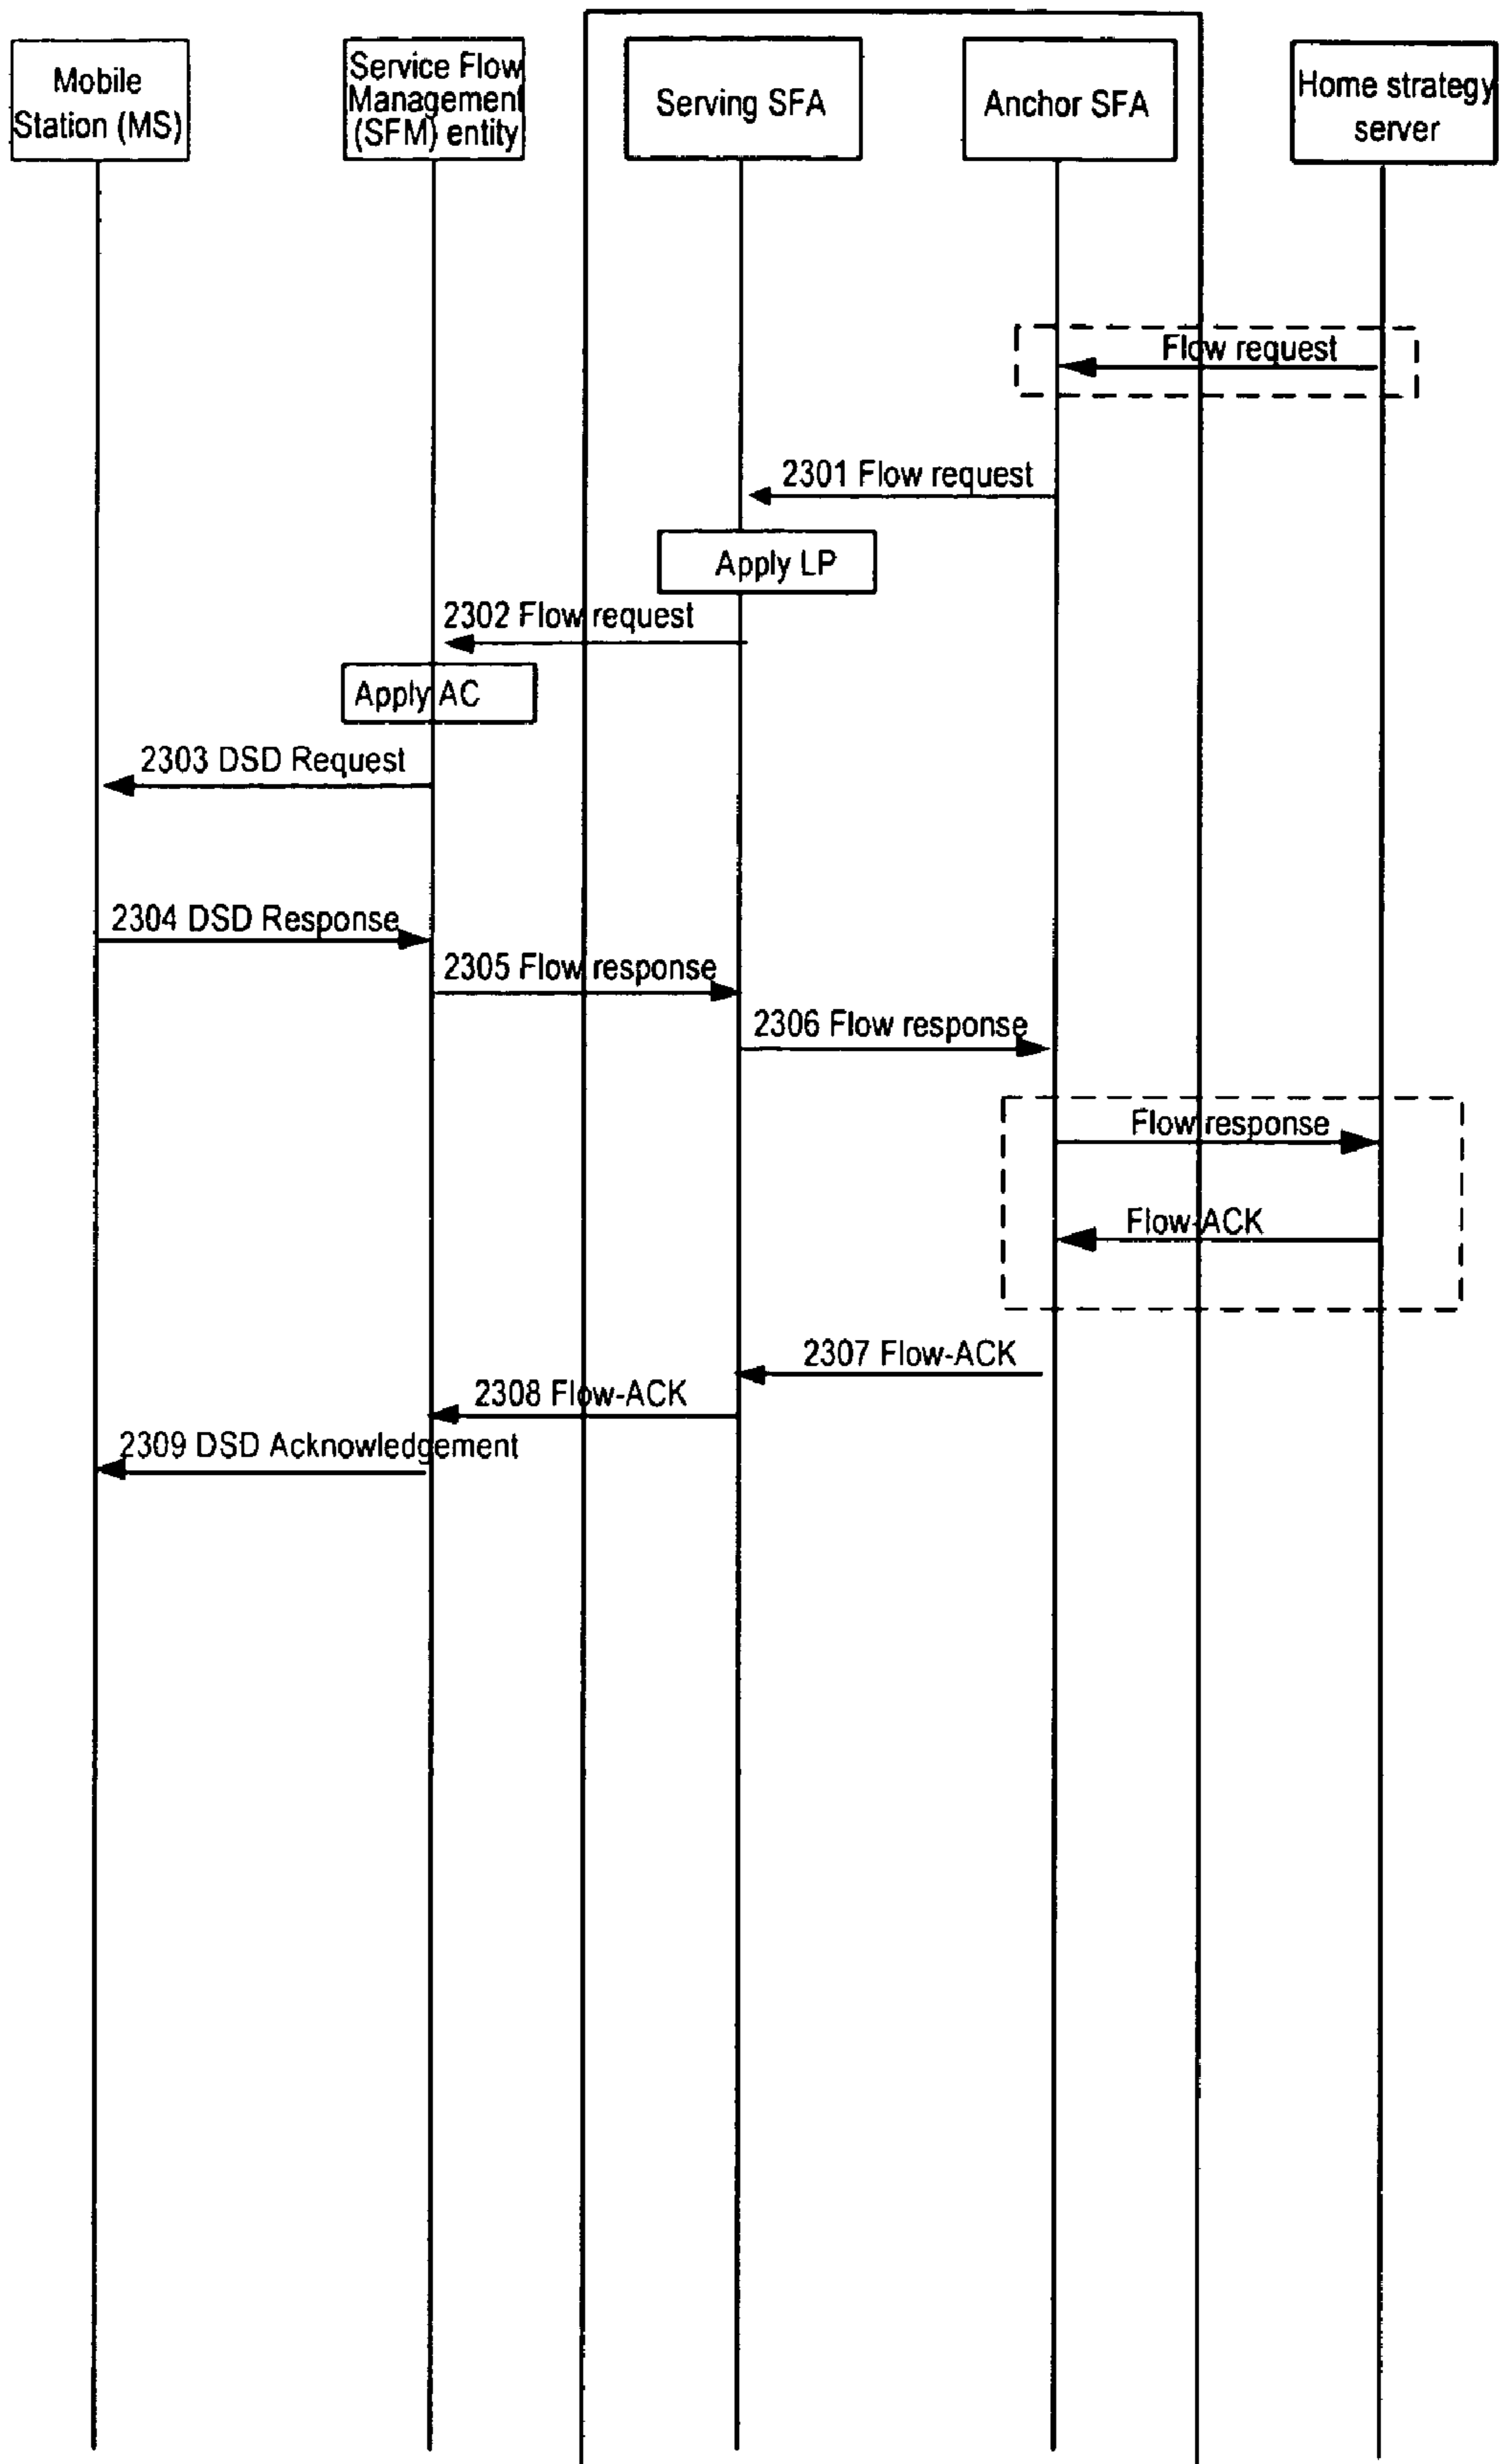 Mobile
Station (MS)
Service Flow
Management
(SFM) entity
Serving SFA
Anchor SFA
Home strategy
server
Flow request
2301 Flow request
Apply LP
2302 Flow request
Apply AC
2303 DSD Request
2304 DSD Response
2305 Flow response
2306 Flow response
Flow response
Flow-ACK
2307 Flow-ACK
2308 Flow-ACK
2309 DSD Acknowledgement